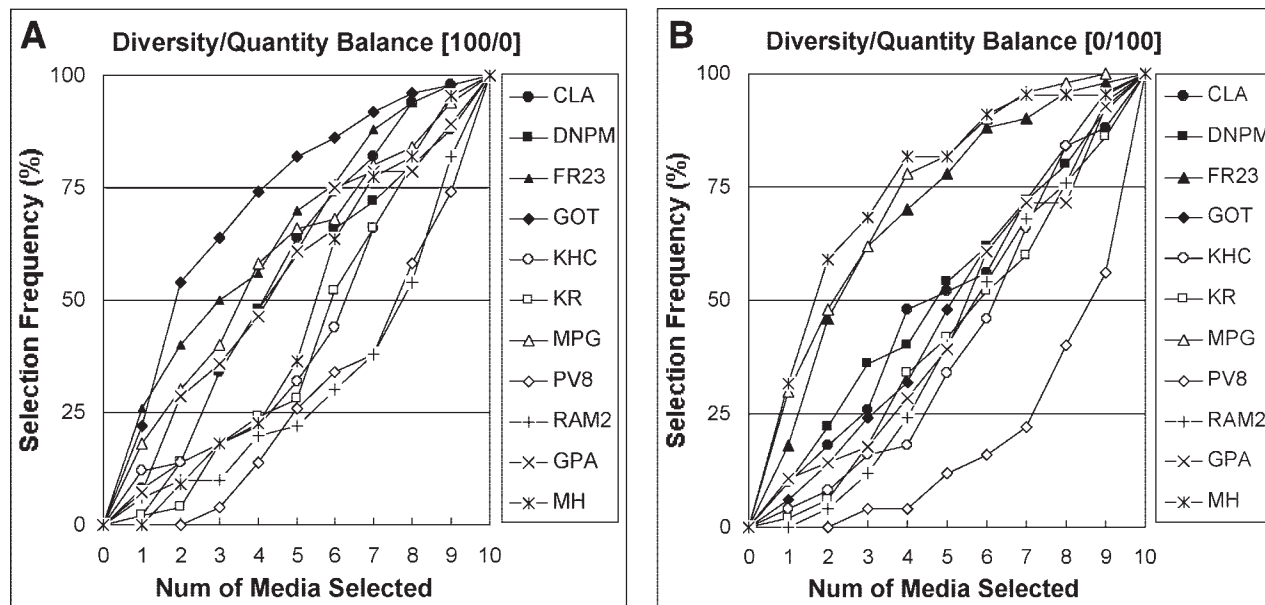 A
Diversity/Quantity Balance [100/0]
Selection Frequency (%)
100
75
50
25
0
0 1 2 3 4 5 6 7 8 9 10
Num of Media Selected
CLA
DNPM
FR23
GOT
KHC
KR
MPG
PV8
RAM2
GPA
MH
B
Diversity/Quantity Balance [0/100]
Selection Frequency (%)
100
75
50
25
0
0 1 2 3 4 5 6 7 8 9 10
Num of Media Selected
CLA
DNPM
FR23
GOT
KHC
KR
MPG
PV8
RAM2
GPA
MH